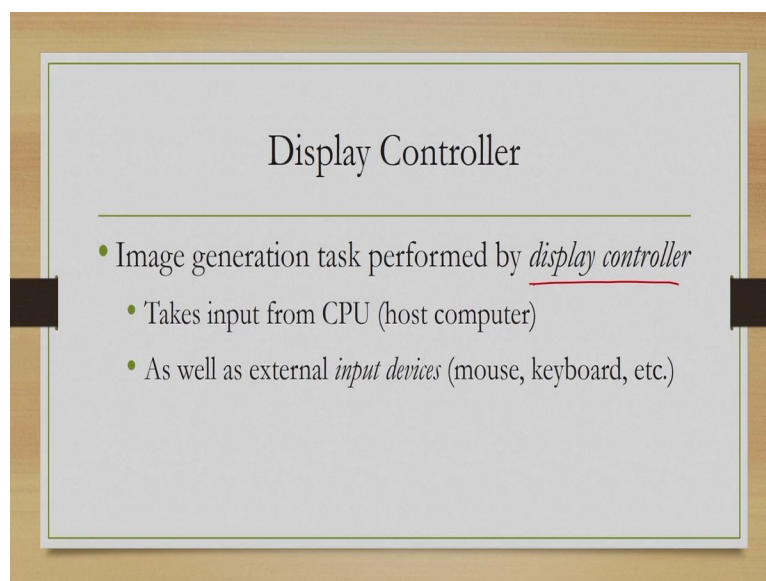 Display Controller
• Image generation task performed by display controller
• Takes input from CPU (host computer)
• As well as external input devices (mouse, keyboard, etc.)